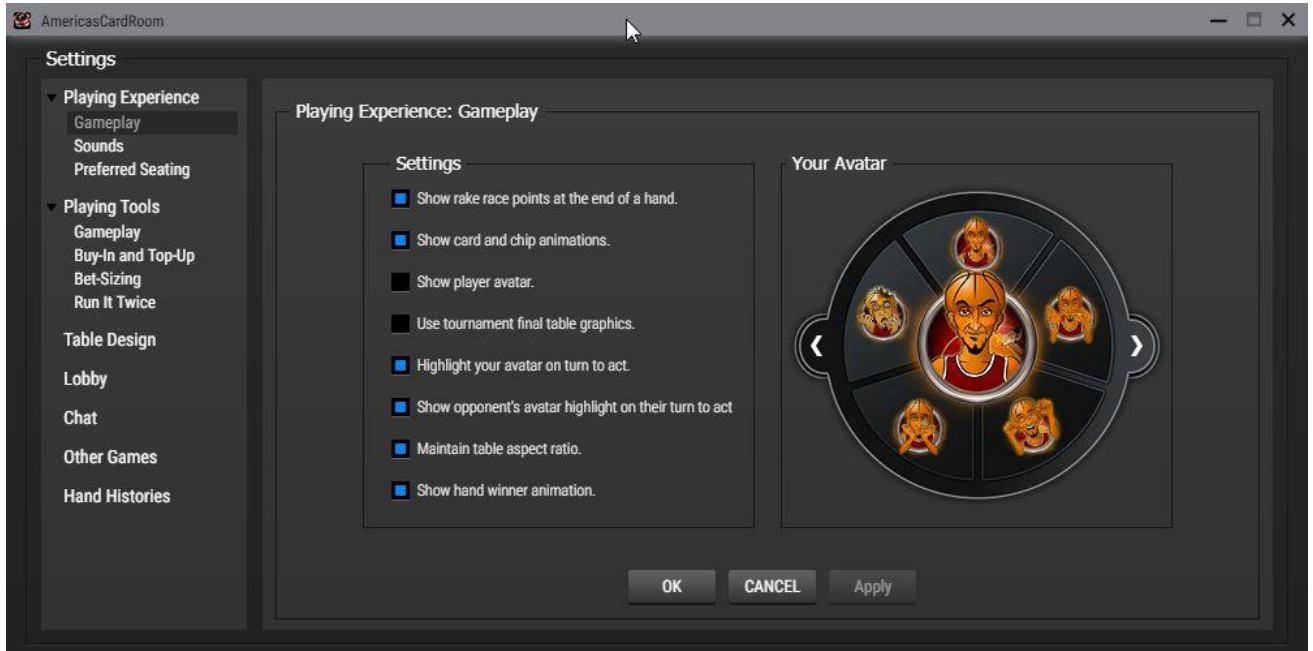 AmericasCardRoom
Settings
Playing Experience
Gameplay
Sounds
Preferred Seating
Playing Tools
Gameplay
Buy-In and Top-Up
Bet-Sizing
Run It Twice
Table Design
Lobby
Chat
Other Games
Hand Histories
Playing Experience: Gameplay
Settings
Show rake race points at the end of a hand.
Show card and chip animations.
Show player avatar.
Use tournament final table graphics.
Highlight your avatar on turn to act.
Show opponent's avatar highlight on their turn to act
Maintain table aspect ratio.
Show hand winner animation.
Your Avatar
OK
CANCEL
Apply